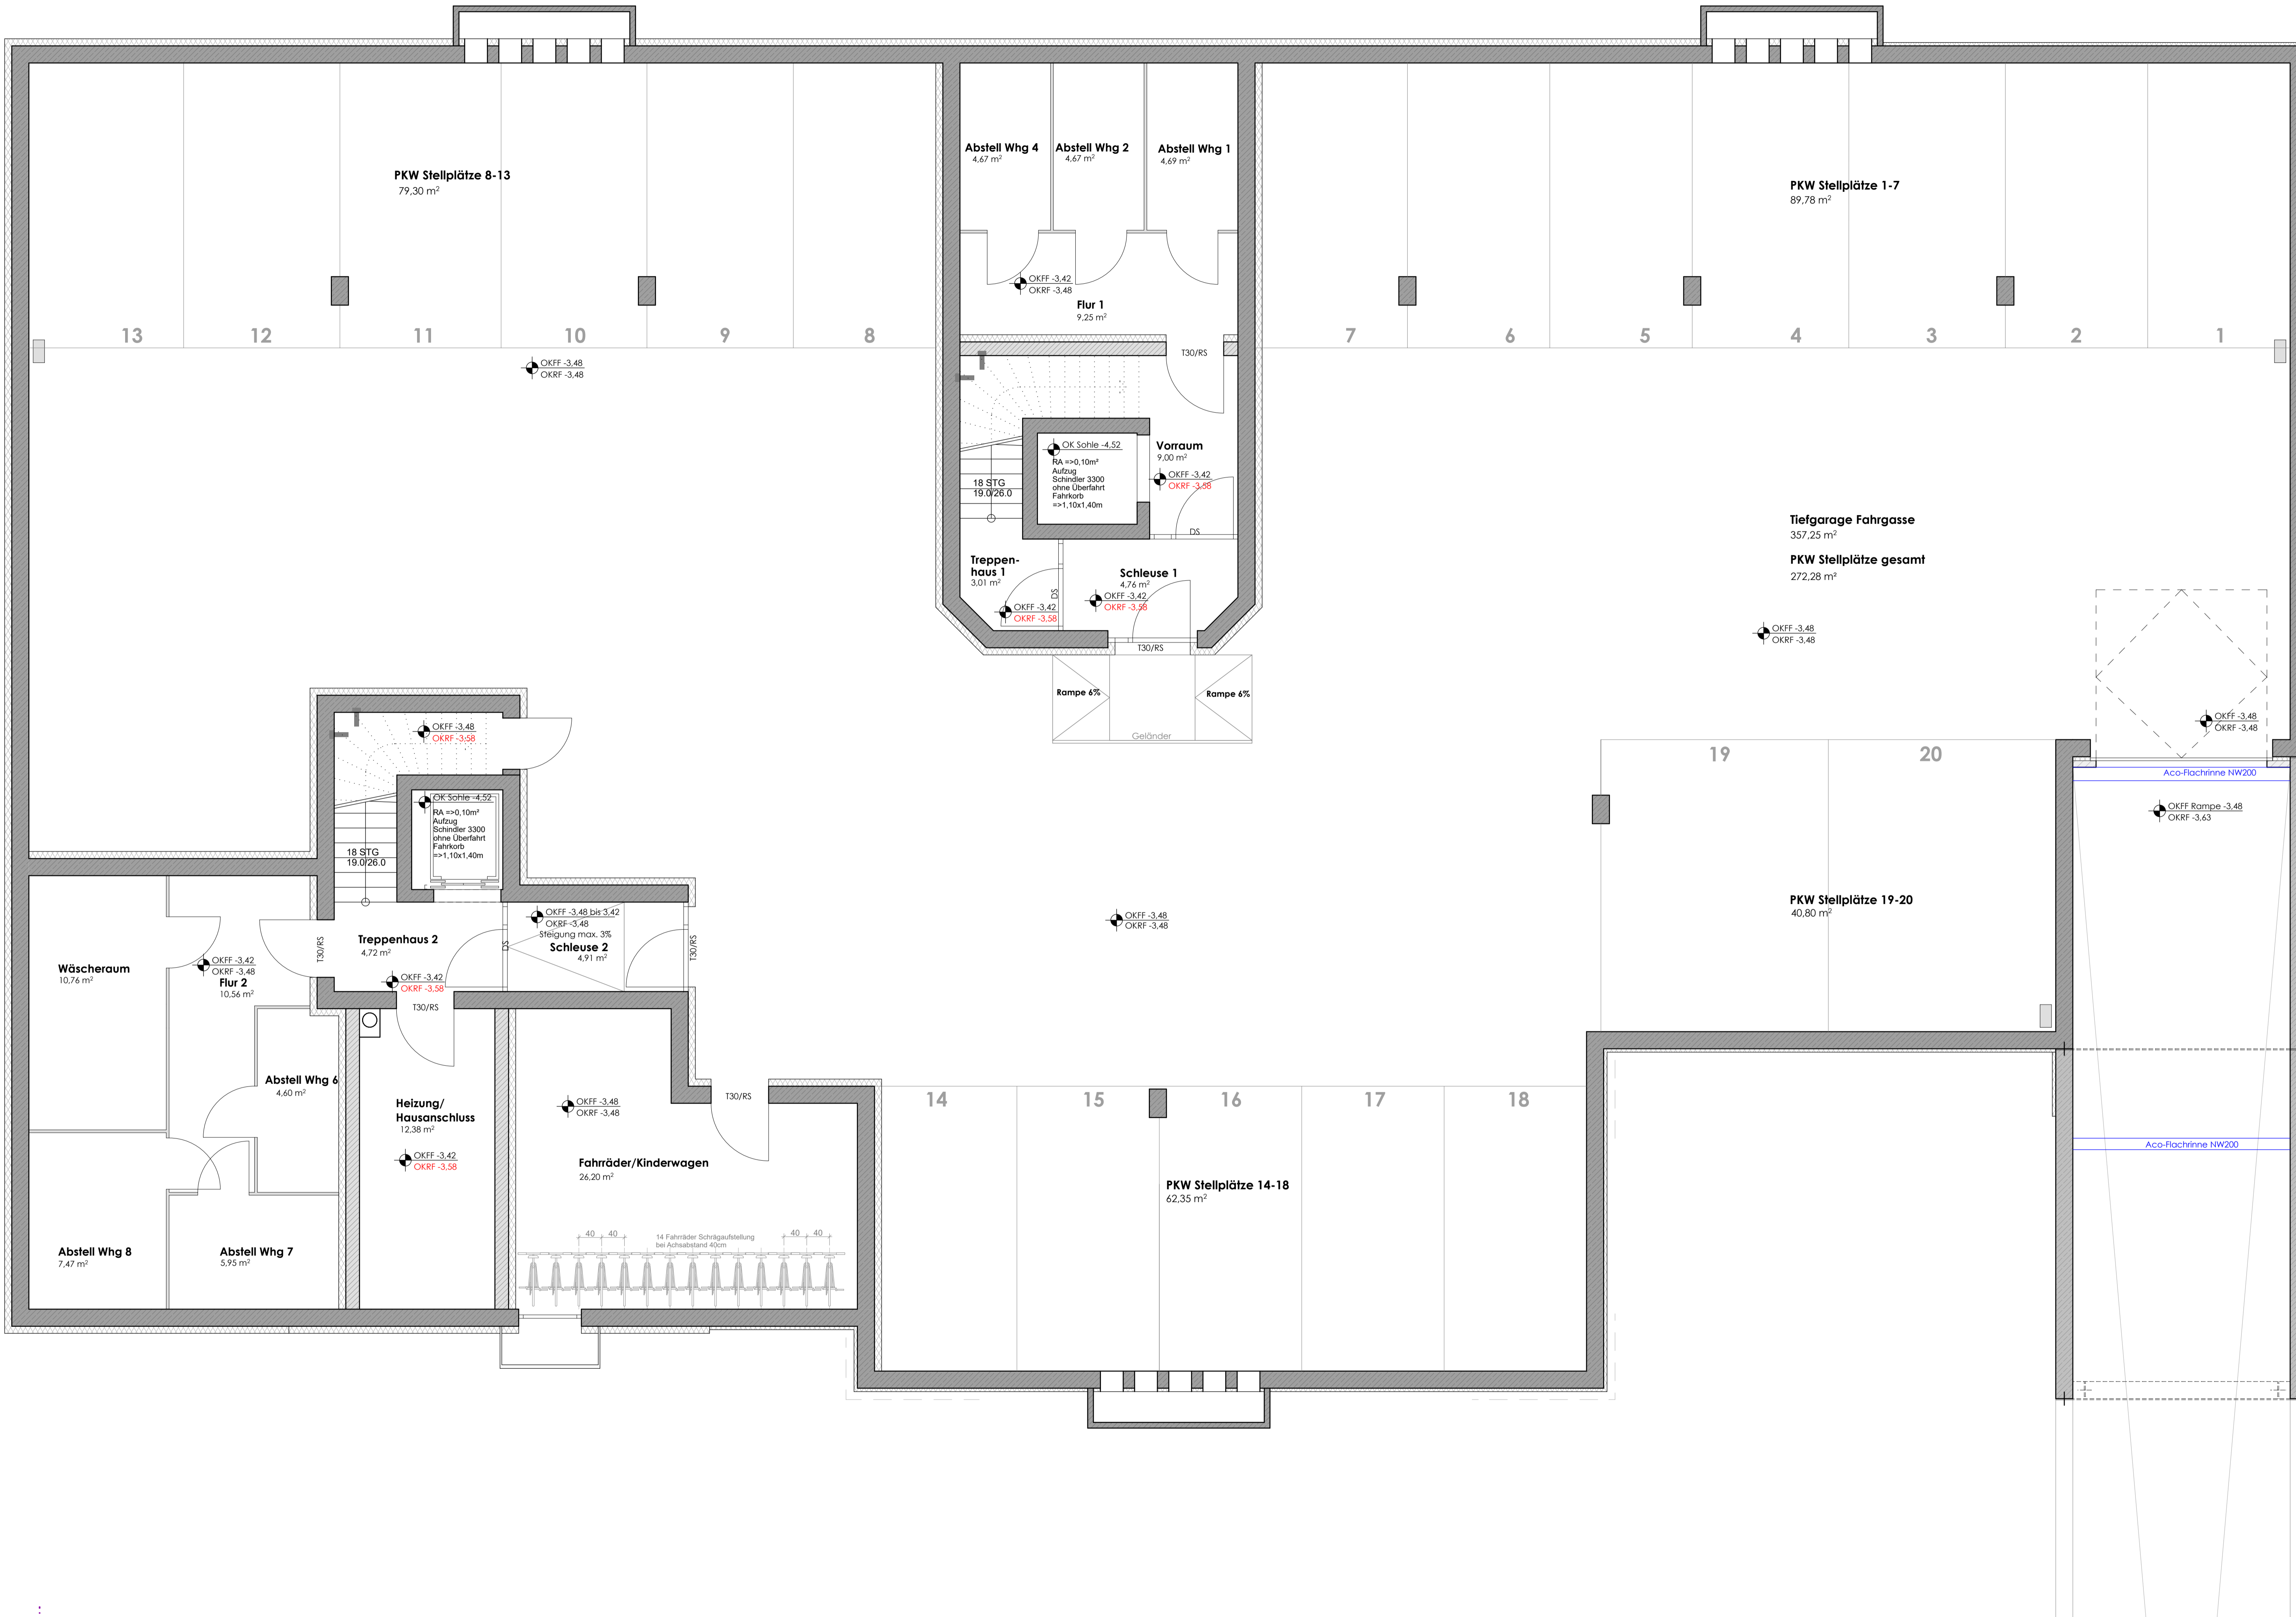 Abstell Whg 4
4,67 m²
Abstell Whg 2
4,67 m²
Abstell Whg 1
4,69 m²
PKW Stellplätze 8-13
79,30 m²
PKW Stellplätze 1-7
89,78 m²
OKFF -3,42
OKRF -3,48
Flur 1
9,25 m²
13
12
11
10
9
8
7
6
5
4
3
2
1
T30/RS
OKFF -3,48
OKRF -3,48
OK Sohle -4,52
RA =>0,10m²
Aufzug
Schindler 3300
ohne Überfahrt
Fahrkorb
=>1,10x1,40m
Vorraum
9,00 m²
OKFF -3,42
OKRF -3,58
18 STG
19.0/26.0
DS
Tiefgarage Fahrgasse
357,25 m²
PKW Stellplätze gesamt
272,28 m²
Treppen-
haus 1
3,01 m²
DS
OKFF -3,42
OKRF -3,58
Schleuse 1
4,76 m²
OKFF -3,42
OKRF -3,58
T30/RS
OKFF -3,48
OKRF -3,48
Rampe 6%
Rampe 6%
Geländer
OKFF -3,48
OKRF -3,58
OKFF -3,48
OKRF -3,48
19
20
Aco-Flachrinne NW200
OKFF Rampe -3,48
OKRF -3,63
OK Sohle -4,52
RA =>0,10m²
Aufzug
Schindler 3300
ohne Überfahrt
Fahrkorb
=>1,10x1,40m
18 STG
19.0/26.0
OKFF -3,48 bis 3,42
OKRF -3,48
Steigung max. 3%
Schleuse 2
4,91 m²
DS
T30/RS
OKFF -3,48
OKRF -3,48
PKW Stellplätze 19-20
40,80 m²
Treppenhaus 2
4,72 m²
T30/RS
OKFF -3,42
OKRF -3,58
T30/RS
Wäscheraum
10,76 m²
OKFF -3,42
OKRF -3,48
Flur 2
10,56 m²
Abstell Whg 6
4,60 m²
Heizung/
Hausanschluss
12,38 m²
OKFF -3,42
OKRF -3,58
OKFF -3,48
OKRF -3,48
T30/RS
14
15
16
17
18
Aco-Flachrinne NW200
Fahrräder/Kinderwagen
26,20 m²
PKW Stellplätze 14-18
62,35 m²
40
40
14 Fahrräder Schrägaufstellung
bei Achsabstand 40cm
40
40
Abstell Whg 8
7,47 m²
Abstell Whg 7
5,95 m²